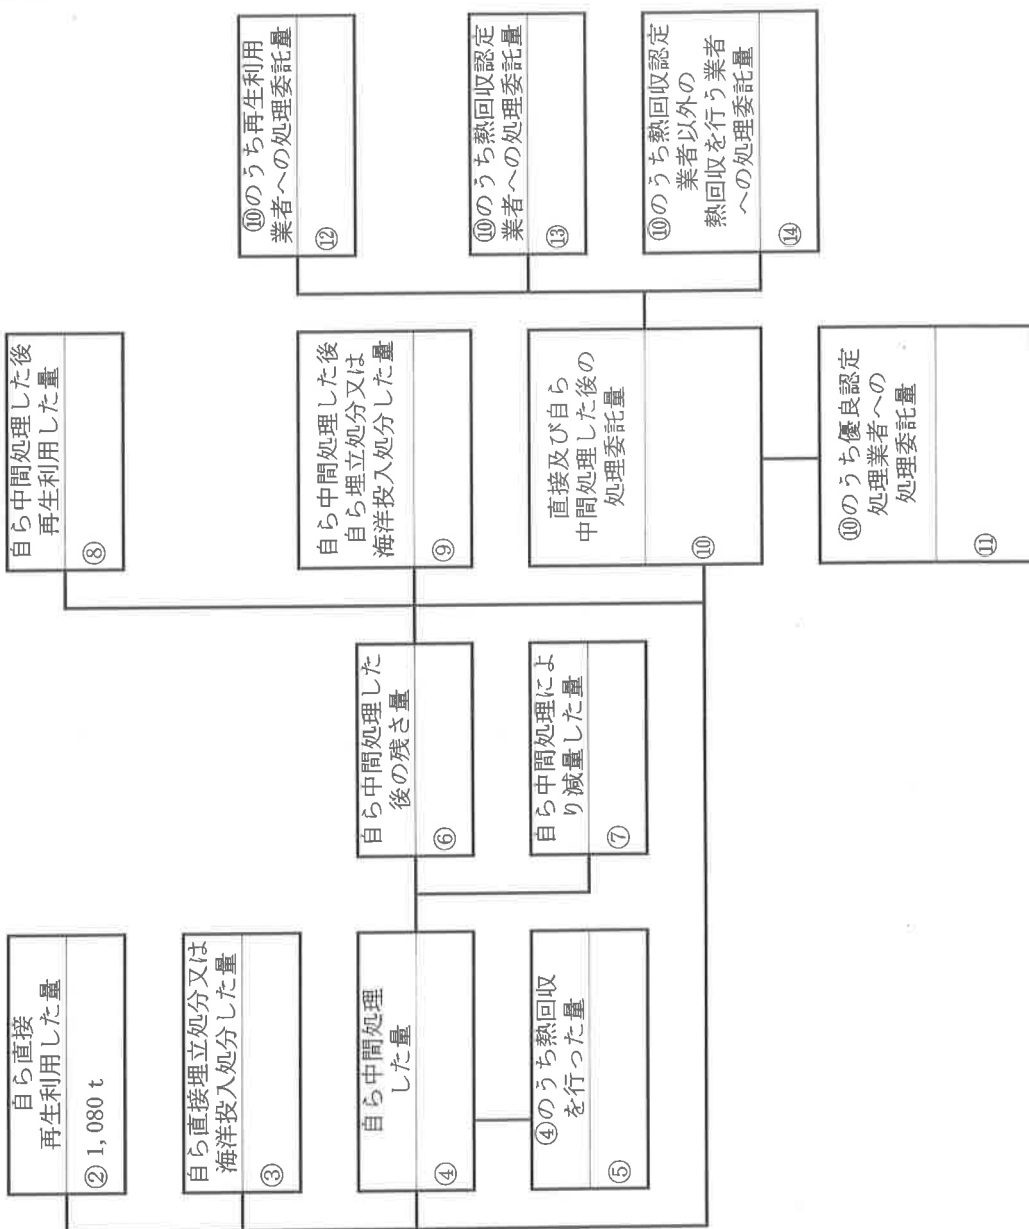 自ら直接
再生利用した量
② 1,080 t
自ら直接埋立処分又は
海洋投入処分した量
③
自ら中間処理
した量
④
④のうち熱回収
を行った量
⑤
自ら中間処理した
後の残さ量
⑥
自ら中間処理によ
り減量した量
⑦
自ら中間処理した後
再生利用した量
⑧
自ら中間処理した後
自ら埋立処分又は
海洋投入処分した量
⑨
直接及び自ら
中間処理した後の
処理委託量
⑩
⑩のうち優良認定
処理業者への
処理委託量
⑪
⑩のうち再生利用
業者への処理委託量
⑫
⑩のうち熱回収認定
業者への処理委託量
⑬
⑩のうち熱回収認定
業者以外の
熱回収を行う業者
への処理委託量
⑭